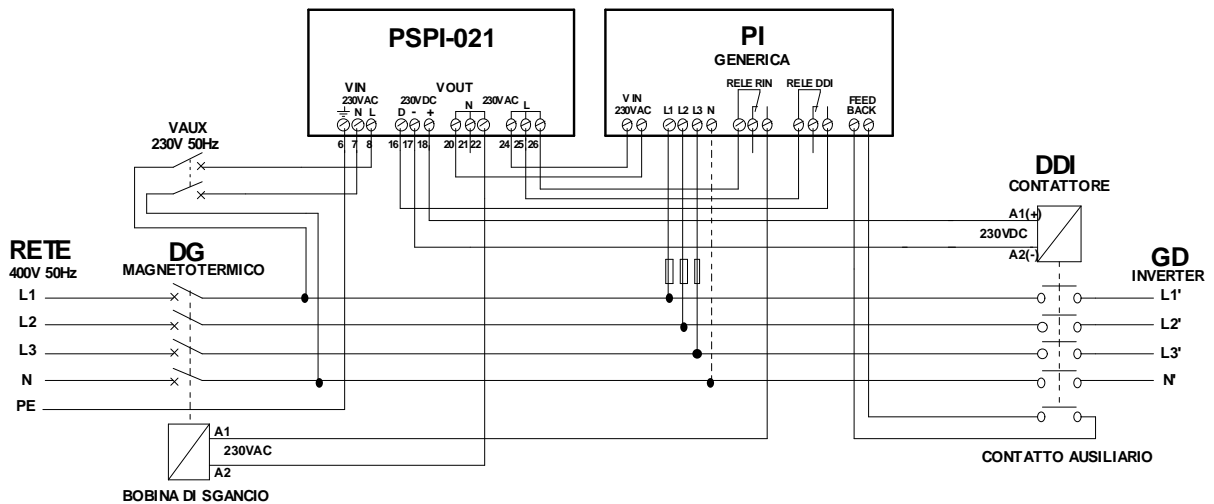 PSPI-021
PI
GENERICA
VIN
230VAC
N L
VOUT
230VDC
D - +
N
230VAC
L
6 7 8 16 17 18 20 21 22 24 25 26
V IN
230VAC
L1 L2 L3 N
RELE RIN
RELE DDI
FEED
BACK
VAUX
230V 50Hz
DDI
CONTATTORE
A1(+)
230VDC
A2(-)
RETE
400V 50Hz
DG
MAGNETOTERMICO
GD
INVERTER
L1
L1'
L2
L2'
L3
L3'
N
N'
PE
A1
230VAC
A2
BOBINA DI SGANCIO
CONTATTO AUSILIARIO